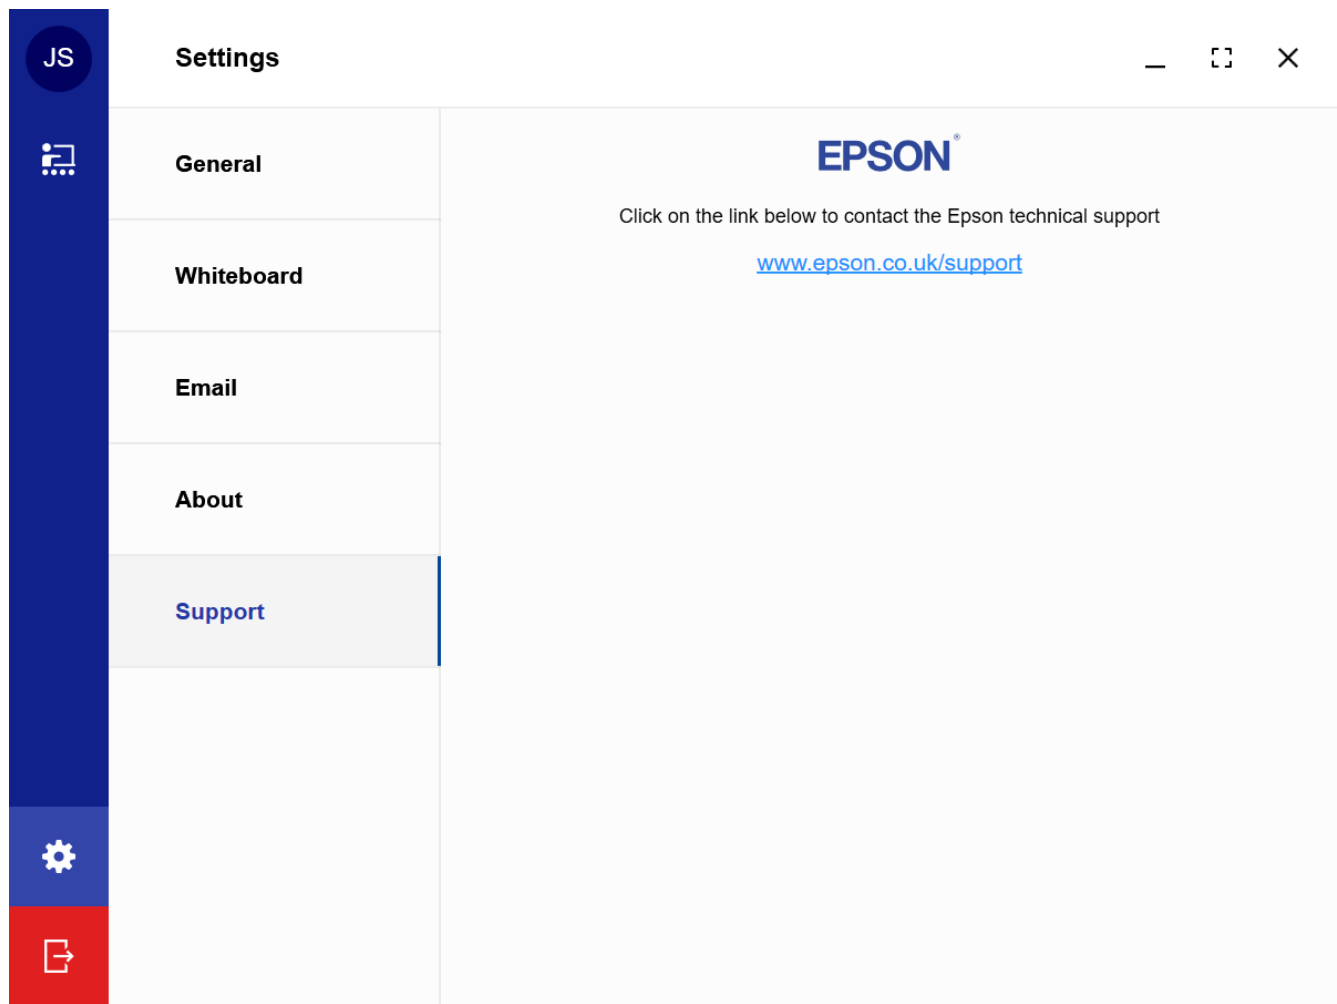 JS
Settings
General
Whiteboard
Email
About
Support
EPSON®
Click on the link below to contact the Epson technical support
www.epson.co.uk/support